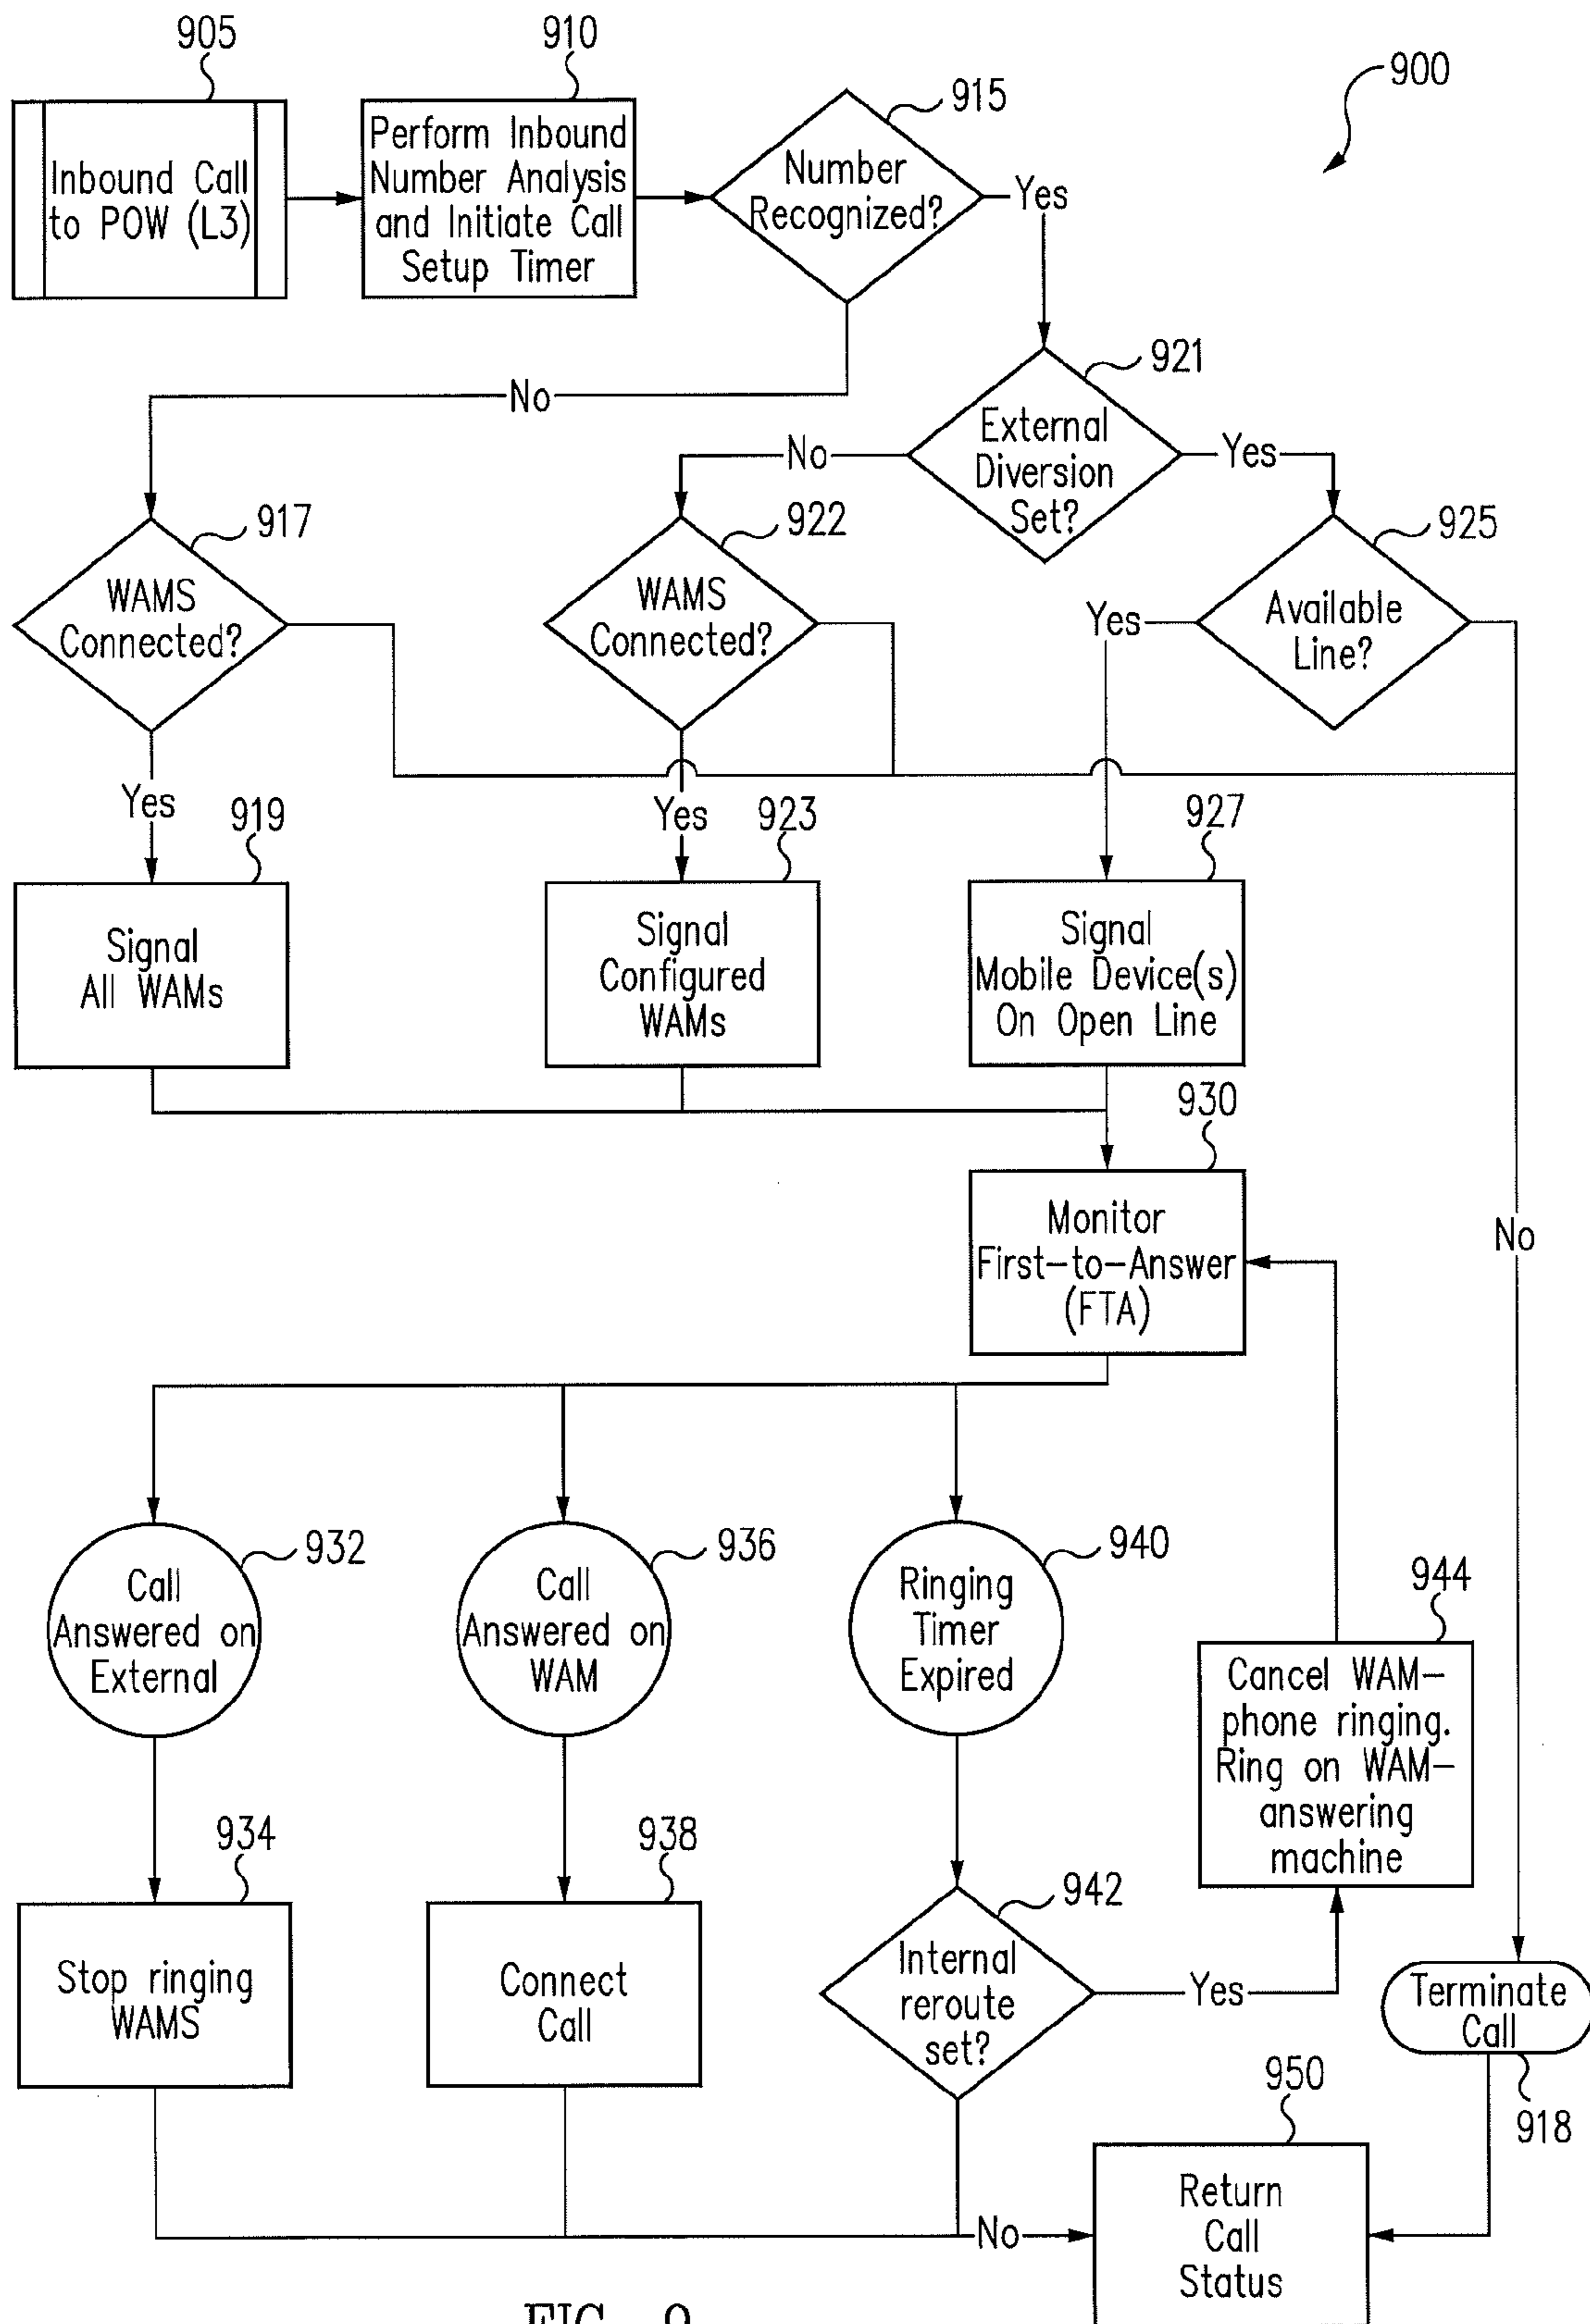 905
910
900
915
Inbound Call
to POW (L3)
Perform Inbound
Number Analysis
and Initiate Call
Setup Timer
Number
Recognized?
Yes
No
921
External
Diversion
Set?
No
Yes
917
922
925
WAMS
Connected?
WAMS
Connected?
Available
Line?
Yes
Yes
Yes
919
923
927
Signal
All WAMs
Signal
Configured
WAMs
Signal
Mobile Device(s)
On Open Line
930
Monitor
First-to-Answer
(FTA)
No
932
936
940
944
Call
Answered on
External
Call
Answered on
WAM
Ringing
Timer
Expired
Cancel WAM-
phone ringing.
Ring on WAM-
answering
machine
934
938
942
Stop ringing
WAMS
Connect
Call
Internal
reroute
set?
Yes
Terminate
Call
918
950
No
Return
Call
Status
FIG. 9